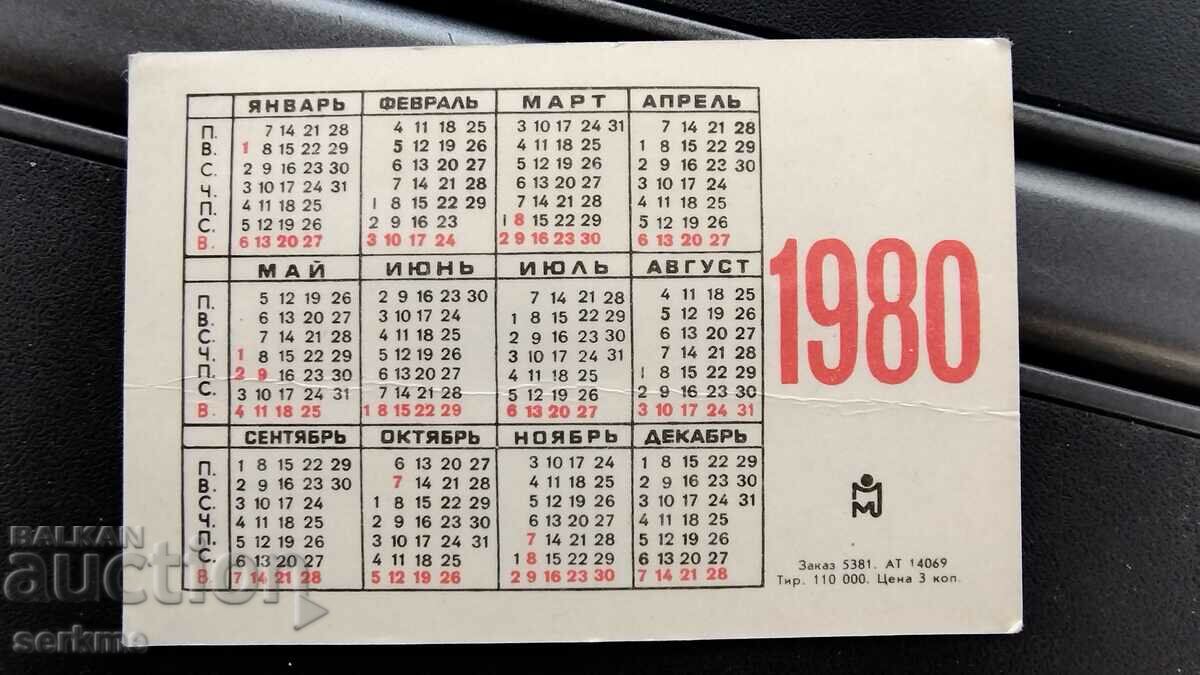 ЯНВАРЬ ФЕВРАЛЬ МАРТ АПРЕЛЬ
П. 7 14 21 28 4 11 18 25 3 10 17 24 31 7 14 21 28
В. 1 8 15 22 29 5 12 19 26 4 11 18 25 1 8 15 22 29
С. 2 9 16 23 30 6 13 20 27 5 12 19 26 2 9 16 23 30
Ч. 3 10 17 24 31 7 14 21 28 6 13 20 27 3 10 17 24
П. 4 11 18 25 1 8 15 22 29 7 14 21 28 4 11 18 25
С. 5 12 19 26 2 9 16 23 1 8 15 22 29 5 12 19 26
В. 6 13 20 27 3 10 17 24 2 9 16 23 30 6 13 20 27
МАЙ ИЮНЬ ИЮЛЬ АВГУСТ
П. 5 12 19 26 2 9 16 23 30 7 14 21 28 4 11 18 25
В. 6 13 20 27 3 10 17 24 1 8 15 22 29 5 12 19 26
С. 7 14 21 28 4 11 18 25 2 9 16 23 30 6 13 20 27
Ч. 1 8 15 22 29 5 12 19 26 3 10 17 24 31 7 14 21 28
П. 2 9 16 23 30 6 13 20 27 4 11 18 25 1 8 15 22 29
С. 3 10 17 24 31 7 14 21 28 5 12 19 26 2 9 16 23 30
В. 4 11 18 25 1 8 15 22 29 6 13 20 27 3 10 17 24 31
СЕНТЯБРЬ ОКТЯБРЬ НОЯБРЬ ДЕКАБРЬ
П. 1 8 15 22 29 6 13 20 27 3 10 17 24 1 8 15 22 29
В. 2 9 16 23 30 7 14 21 28 4 11 18 25 2 9 16 23 30
С. 3 10 17 24 1 8 15 22 29 5 12 19 26 3 10 17 24 31
Ч. 4 11 18 25 2 9 16 23 30 6 13 20 27 4 11 18 25
П. 5 12 19 26 3 10 17 24 31 7 14 21 28 5 12 19 26
С. 6 13 20 27 4 11 18 25 1 8 15 22 29 6 13 20 27
В. 7 14 21 28 5 12 19 26 2 9 16 23 30 7 14 21 28
1980
Заказ 5381. АТ 14069
Тир. 110 000. Цена 3 коп.
BALKAN
auction
serkme